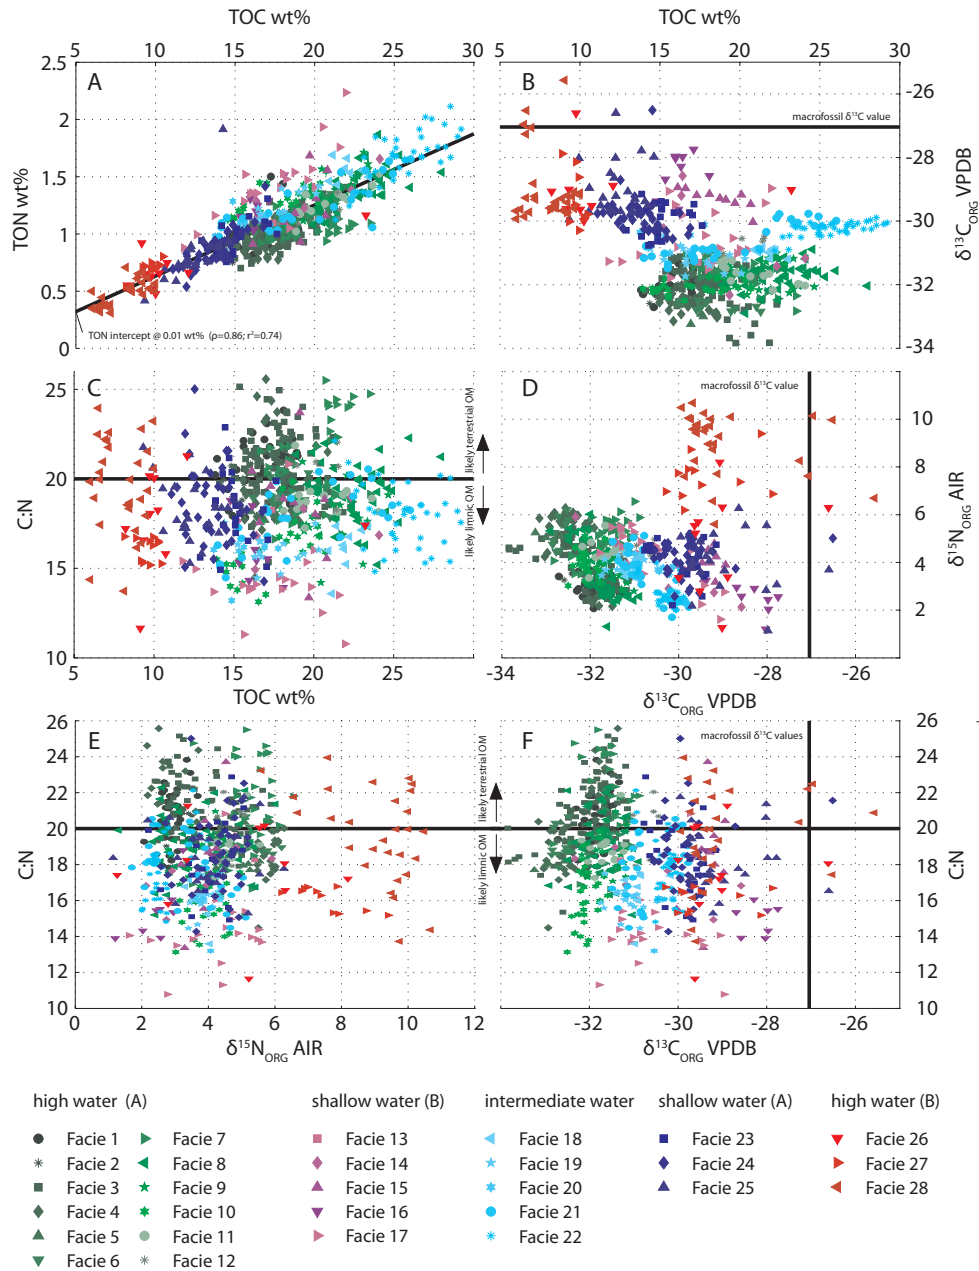 TOC wt%
TOC wt%
5 10 15 20 25 30
5 10 15 20 25 30
A
2.5
2
1.5
1
0.5
0
TON wt%
TON intercept @ 0.01 wt% (ρ=0.86; r²=0.74)
B
macrofossil δ¹³C value
-26
-28
-30
-32
-34
δ¹³C_ORG VPDB
C
25
20
15
10
C:N
likely terrestrial OM
likely limnic OM
5 10 15 20 25 30
TOC wt%
D
macrofossil δ¹³C value
10
8
6
4
2
δ¹⁵N_ORG AIR
-34 -32 -30 -28 -26
δ¹³C_ORG VPDB
E
26
24
22
20
18
16
14
12
10
C:N
likely terrestrial OM
likely limnic OM
0 2 4 6 8 10 12
δ¹⁵N_ORG AIR
F
macrofossil δ¹³C values
26
24
22
20
18
16
14
12
10
C:N
-32 -30 -28 -26
δ¹³C_ORG VPDB
high water (A)
Facie 1
Facie 2
Facie 3
Facie 4
Facie 5
Facie 6
Facie 7
Facie 8
Facie 9
Facie 10
Facie 11
Facie 12
shallow water (B)
Facie 13
Facie 14
Facie 15
Facie 16
Facie 17
intermediate water
Facie 18
Facie 19
Facie 20
Facie 21
Facie 22
shallow water (A)
Facie 23
Facie 24
Facie 25
high water (B)
Facie 26
Facie 27
Facie 28